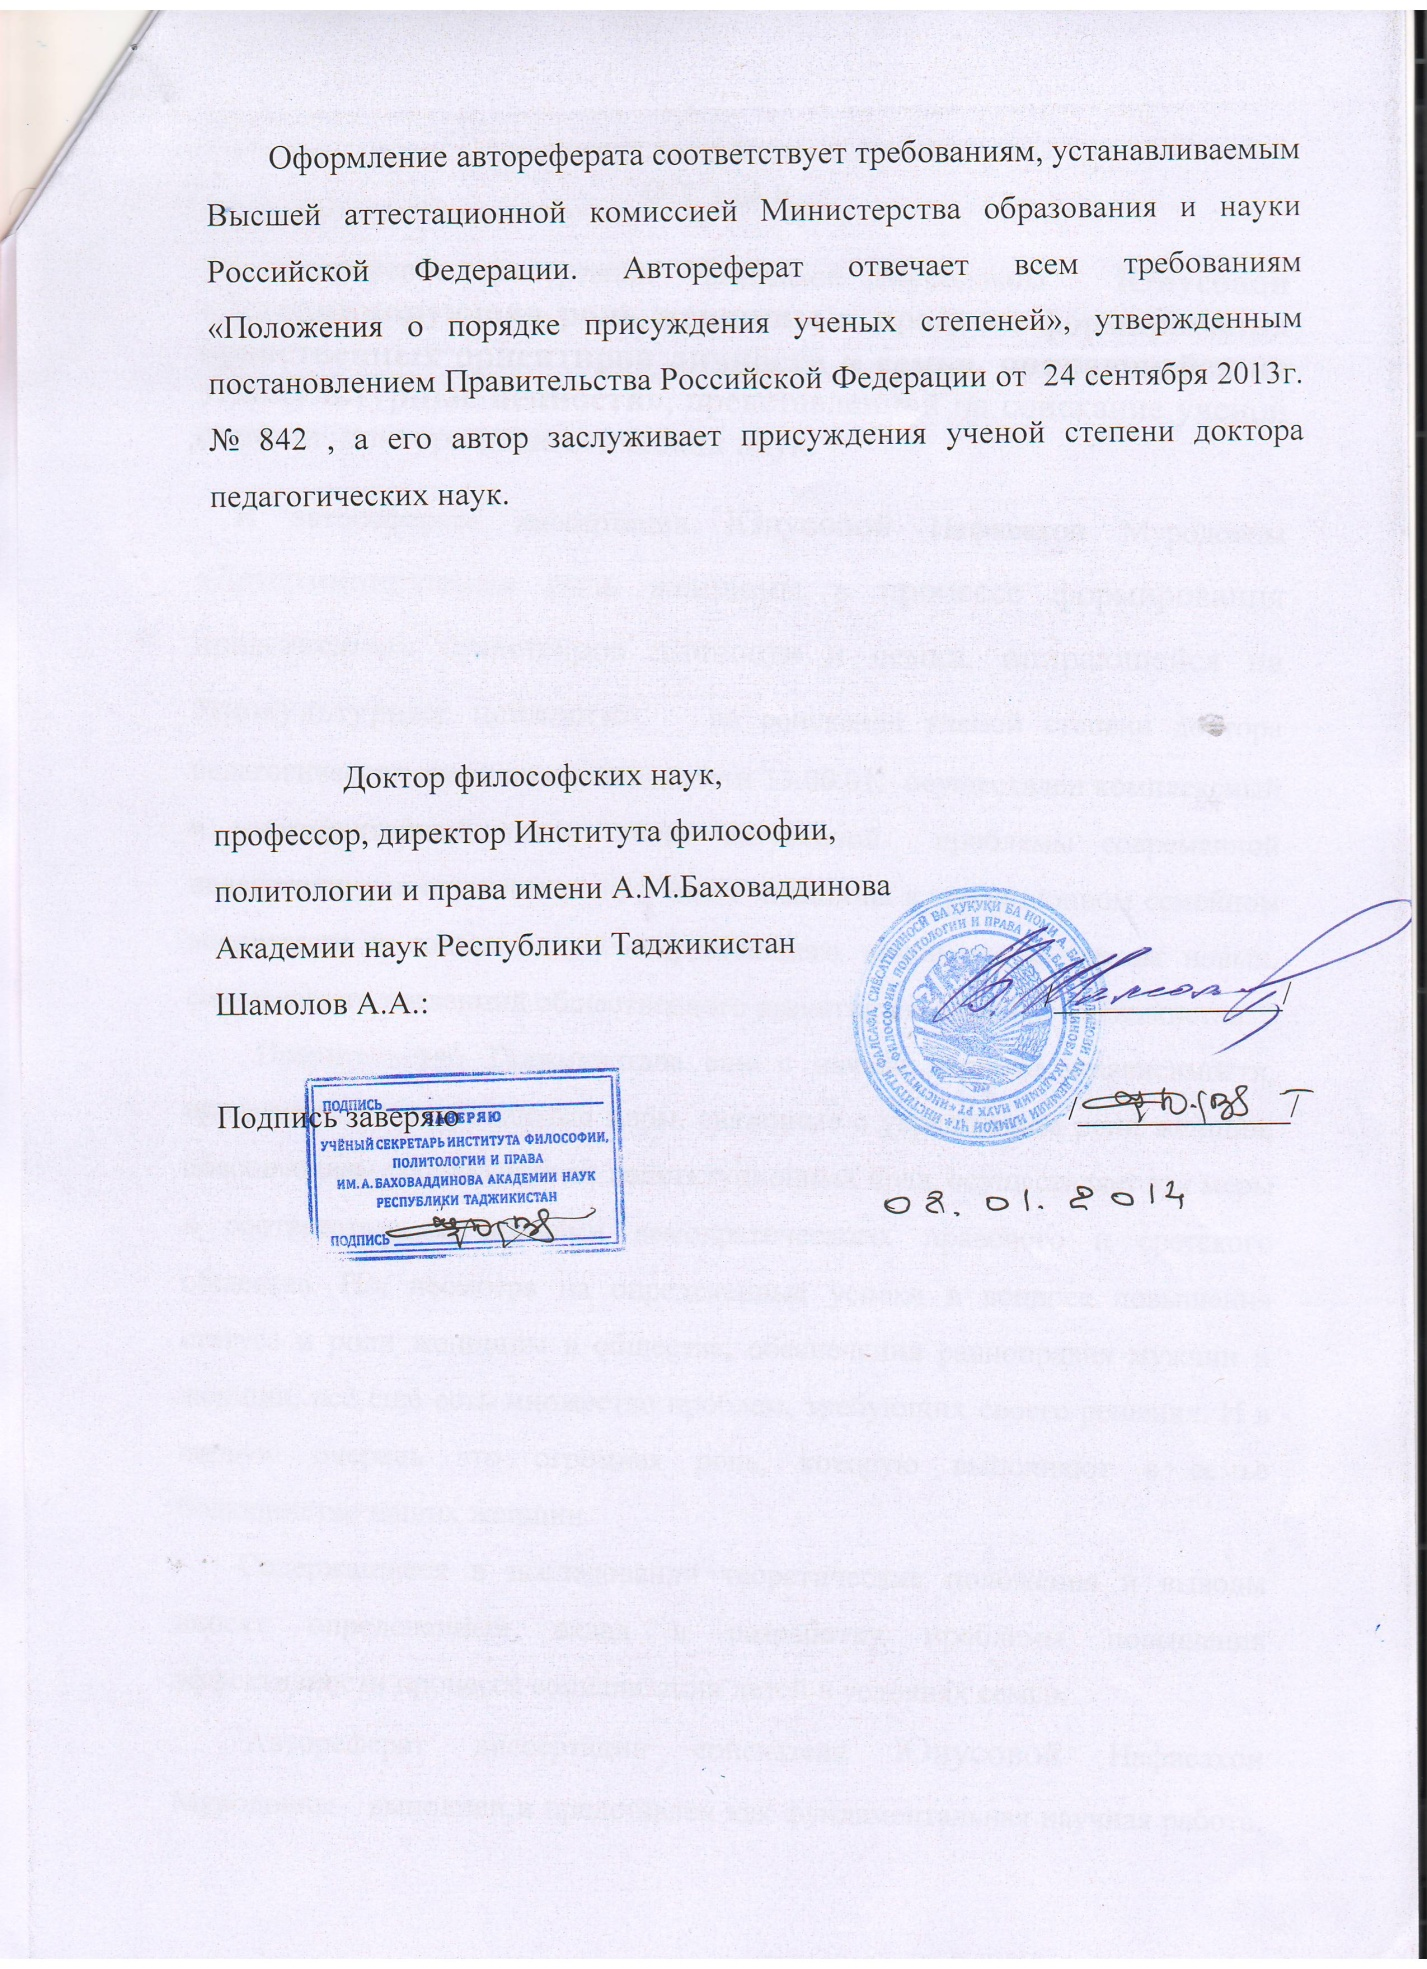 Оформление автореферата соответствует требованиям, устанавливаемым
Высшей аттестационной комиссией Министерства образования и науки
Российской Федерации. Автореферат отвечает всем требованиям
«Положения о порядке присуждения ученых степеней», утвержденным
постановлением Правительства Российской Федерации от 24 сентября 2013г.
№ 842 , а его автор заслуживает присуждения ученой степени доктора
педагогических наук.
Доктор философских наук,
профессор, директор Института философии,
политологии и права имени А.М.Баховаддинова
Академии наук Республики Таджикистан
Шамолов А.А.:
Подпись заверяю
ПОДПИСЬ
ЗАВЕРЯЮ
УЧЁНЫЙ СЕКРЕТАРЬ ИНСТИТУТА ФИЛОСОФИИ,
ПОЛИТОЛОГИИ И ПРАВА
ИМ. А. БАХОВАДДИНОВА АКАДЕМИИ НАУК
РЕСПУБЛИКИ ТАДЖИКИСТАН
ПОДПИСЬ
08. 01. 2014